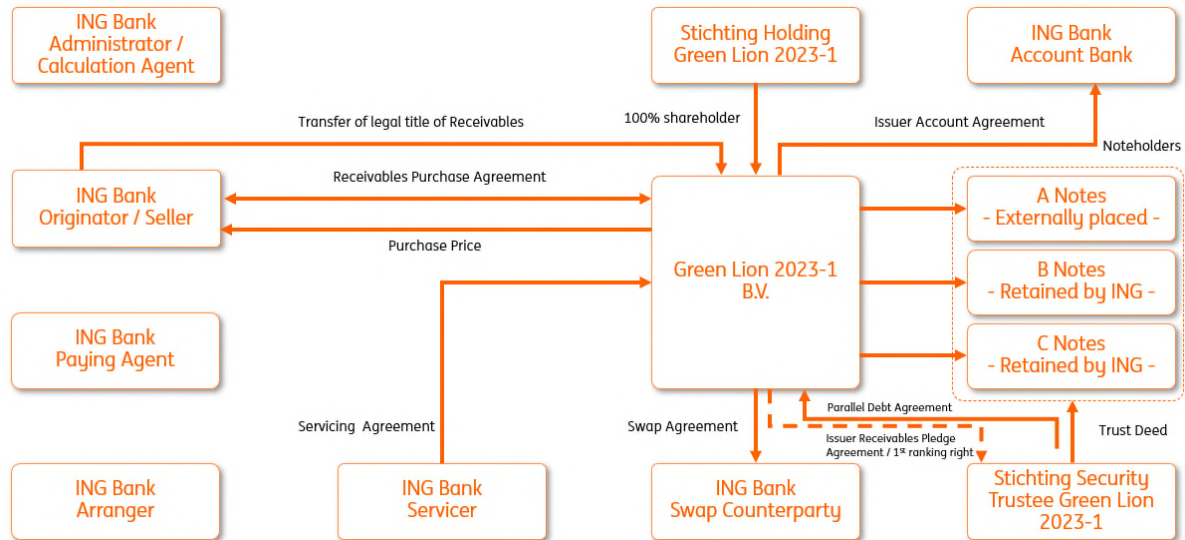 ING Bank
Administrator /
Calculation Agent
Stichting Holding
Green Lion 2023-1
ING Bank
Account Bank
Transfer of legal title of Receivables
100% shareholder
Issuer Account Agreement
Noteholders
ING Bank
Originator / Seller
Receivables Purchase Agreement
Purchase Price
Green Lion 2023-1
B.V.
A Notes
- Externally placed -
B Notes
- Retained by ING -
C Notes
- Retained by ING -
ING Bank
Paying Agent
Servicing Agreement
Swap Agreement
Parallel Debt Agreement
Issuer Receivables Pledge
Agreement / 1st ranking right
Trust Deed
ING Bank
Arranger
ING Bank
Servicer
ING Bank
Swap Counterparty
Stichting Security
Trustee Green Lion
2023-1